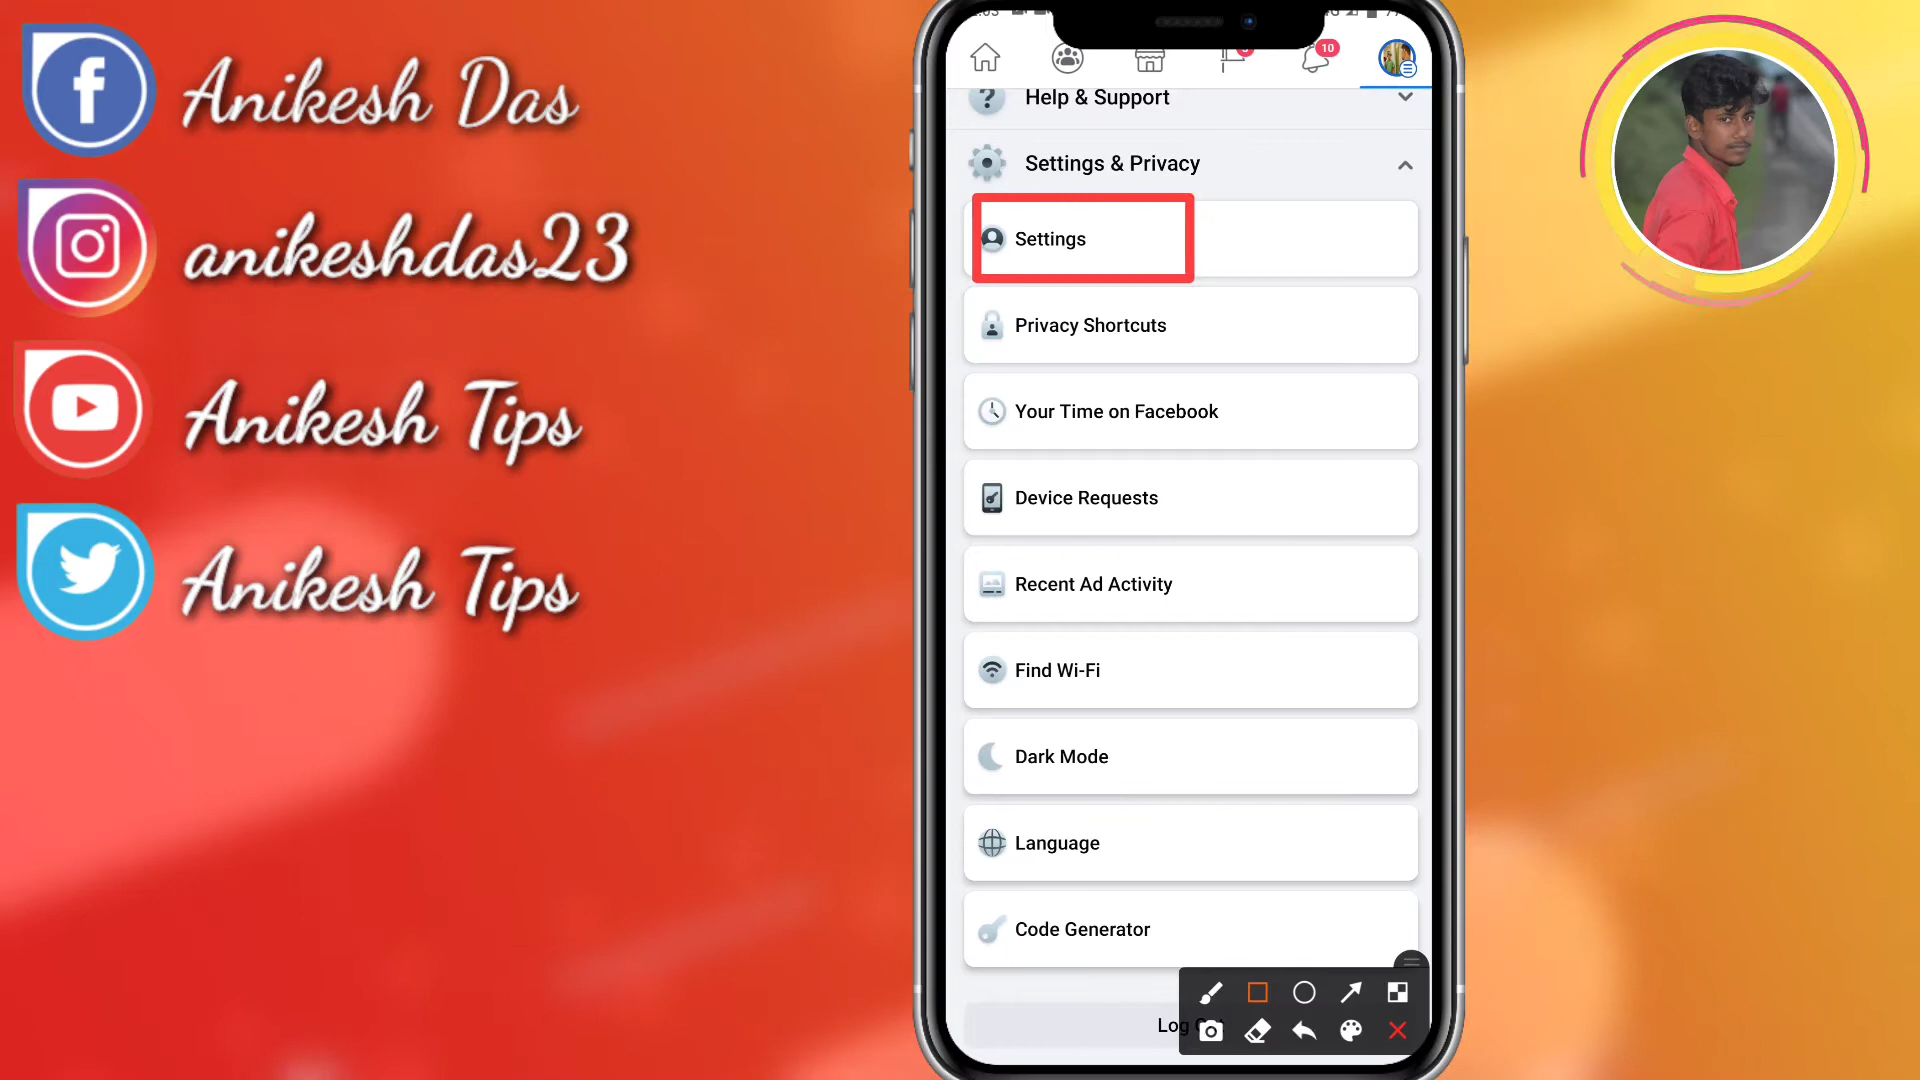 Anikesh Das
anikeshdas23
Anikesh Tips
Anikesh Tips
10
Help & Support
Settings & Privacy
Settings
Privacy Shortcuts
Your Time on Facebook
Device Requests
Recent Ad Activity
Find Wi-Fi
Dark Mode
Language
Code Generator
Log